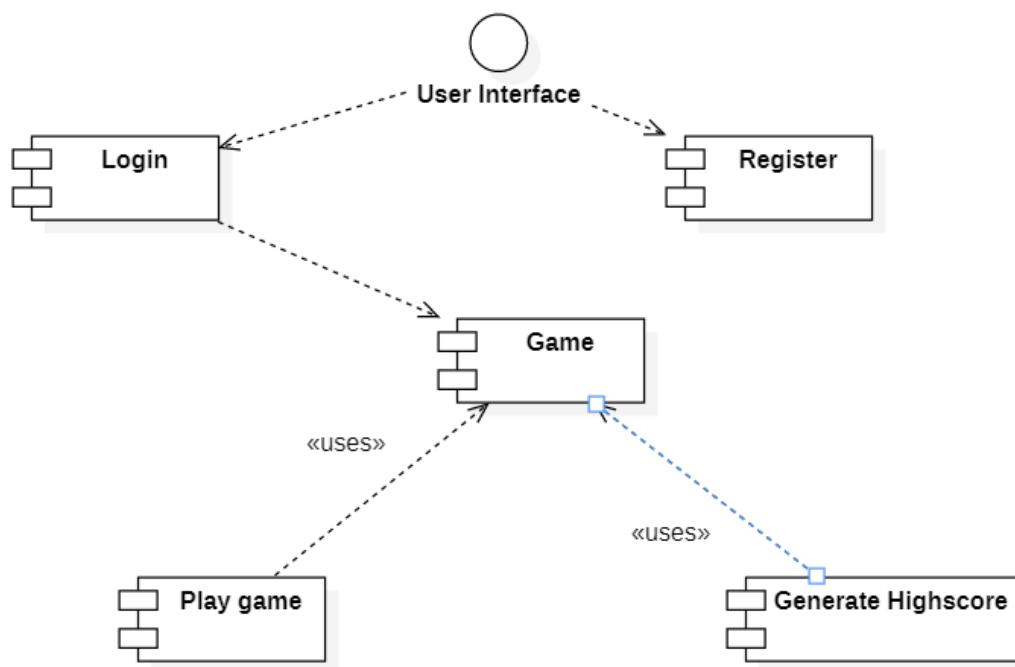 User Interface
Login
Register
Game
«uses»
«uses»
Play game
Generate Highscore